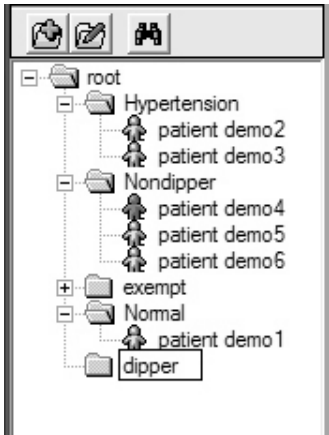 root
Hypertension
patient demo2
patient demo3
Nondipper
patient demo4
patient demo5
patient demo6
exempt
Normal
patient demo1
dipper